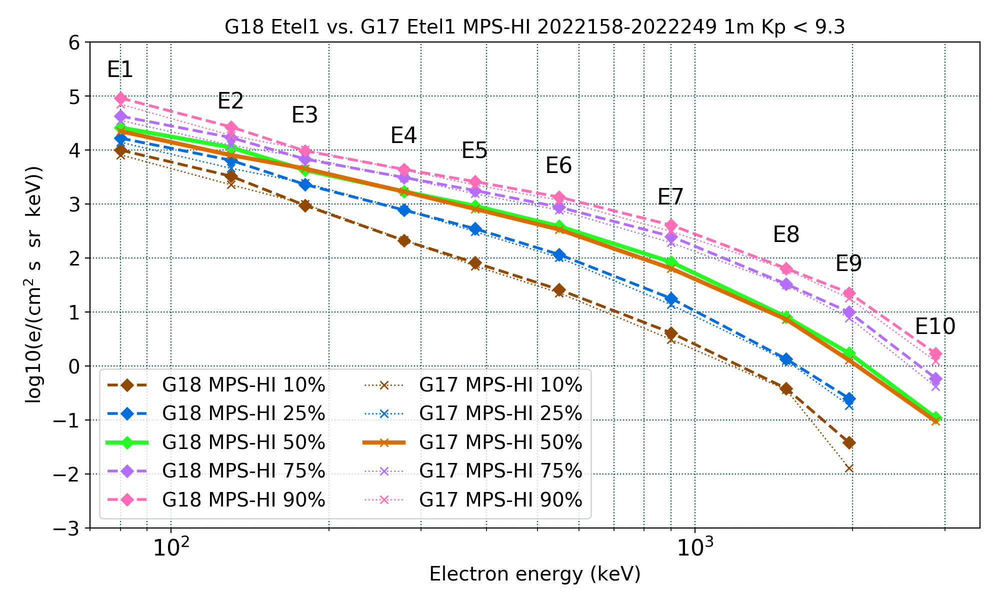 G18 Etel1 vs. G17 Etel1 MPS-HI 2022158-2022249 1m Kp < 9.3
6
5
4
3
2
1
0
−1
−2
−3
log10(e/(cm² s sr keV))
E1
E2
E3
E4
E5
E6
E7
E8
E9
E10
G18 MPS-HI 10%
G18 MPS-HI 25%
G18 MPS-HI 50%
G18 MPS-HI 75%
G18 MPS-HI 90%
G17 MPS-HI 10%
G17 MPS-HI 25%
G17 MPS-HI 50%
G17 MPS-HI 75%
G17 MPS-HI 90%
10² 10³
Electron energy (keV)